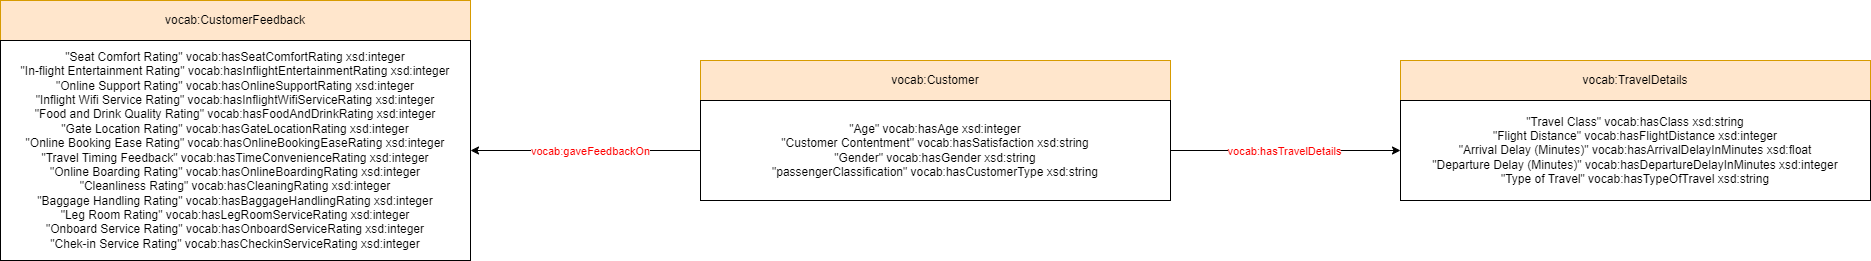 vocab:CustomerFeedback
"Seat Comfort Rating" vocab:hasSeatComfortRating xsd:integer
"In-flight Entertainment Rating" vocab:hasInflightEntertainmentRating xsd:integer
"Online Support Rating" vocab:hasOnlineSupportRating xsd:integer
"Inflight Wifi Service Rating" vocab:hasInflightWifiServiceRating xsd:integer
"Food and Drink Quality Rating" vocab:hasFoodAndDrinkRating xsd:integer
"Gate Location Rating" vocab:hasGateLocationRating xsd:integer
"Online Booking Ease Rating" vocab:hasOnlineBookingEaseRating xsd:integer
"Travel Timing Feedback" vocab:hasTimeConvenienceRating xsd:integer
"Online Boarding Rating" vocab:hasOnlineBoardingRating xsd:integer
"Cleanliness Rating" vocab:hasCleaningRating xsd:integer
"Baggage Handling Rating" vocab:hasBaggageHandlingRating xsd:integer
"Leg Room Rating" vocab:hasLegRoomServiceRating xsd:integer
"Onboard Service Rating" vocab:hasOnboardServiceRating xsd:integer
"Chek-in Service Rating" vocab:hasCheckinServiceRating xsd:integer
vocab:gaveFeedbackOn
vocab:Customer
"Age" vocab:hasAge xsd:integer
"Customer Contentment" vocab:hasSatisfaction xsd:string
"Gender" vocab:hasGender xsd:string
"passengerClassification" vocab:hasCustomerType xsd:string
vocab:hasTravelDetails
vocab:TravelDetails
"Travel Class" vocab:hasClass xsd:string
"Flight Distance" vocab:hasFlightDistance xsd:integer
"Arrival Delay (Minutes)" vocab:hasArrivalDelayInMinutes xsd:float
"Departure Delay (Minutes)" vocab:hasDepartureDelayInMinutes xsd:integer
"Type of Travel" vocab:hasTypeOfTravel xsd:string